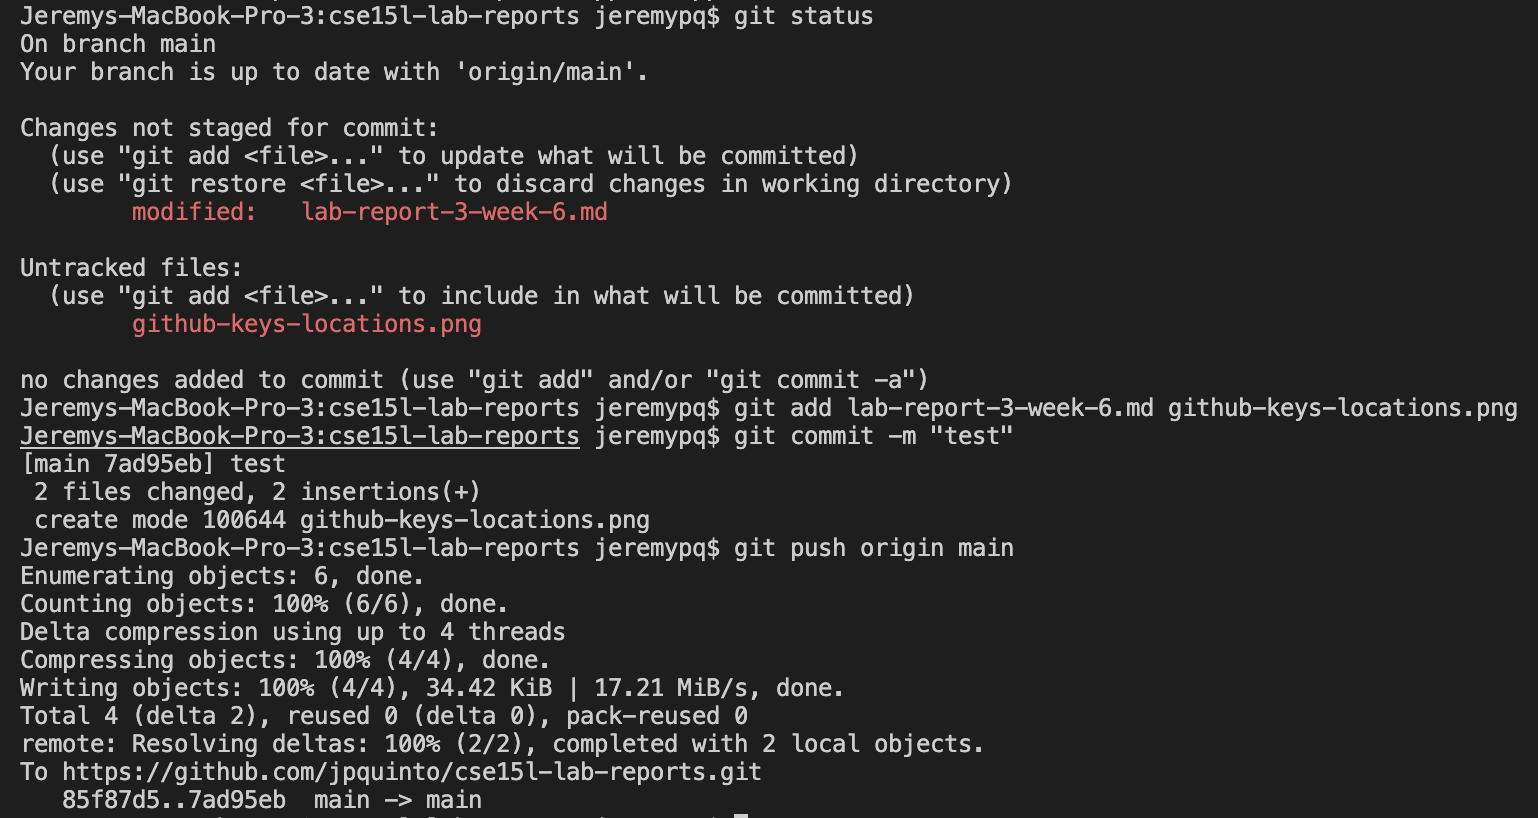 Jeremys-MacBook-Pro-3:cse15l-lab-reports jeremypq$ git status
On branch main
Your branch is up to date with 'origin/main'.

Changes not staged for commit:
  (use "git add <file>..." to update what will be committed)
  (use "git restore <file>..." to discard changes in working directory)
        modified:   lab-report-3-week-6.md

Untracked files:
  (use "git add <file>..." to include in what will be committed)
        github-keys-locations.png

no changes added to commit (use "git add" and/or "git commit -a")
Jeremys-MacBook-Pro-3:cse15l-lab-reports jeremypq$ git add lab-report-3-week-6.md github-keys-locations.png
Jeremys-MacBook-Pro-3:cse15l-lab-reports jeremypq$ git commit -m "test"
[main 7ad95eb] test
 2 files changed, 2 insertions(+)
 create mode 100644 github-keys-locations.png
Jeremys-MacBook-Pro-3:cse15l-lab-reports jeremypq$ git push origin main
Enumerating objects: 6, done.
Counting objects: 100% (6/6), done.
Delta compression using up to 4 threads
Compressing objects: 100% (4/4), done.
Writing objects: 100% (4/4), 34.42 KiB | 17.21 MiB/s, done.
Total 4 (delta 2), reused 0 (delta 0), pack-reused 0
remote: Resolving deltas: 100% (2/2), completed with 2 local objects.
To https://github.com/jpquinto/cse15l-lab-reports.git
   85f87d5..7ad95eb  main -> main